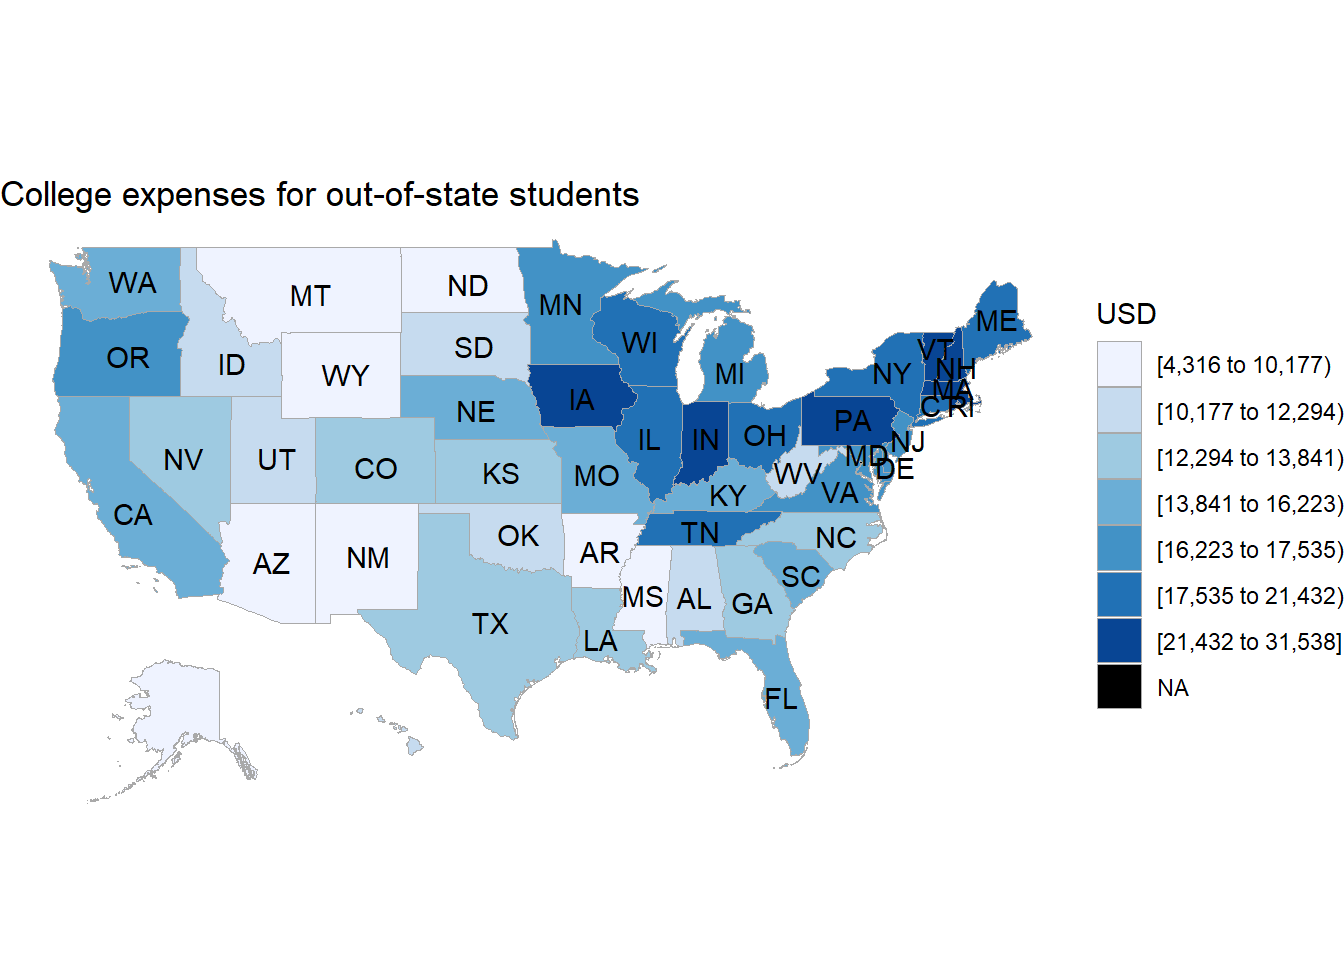 College expenses for out-of-state students
WA
MT
ND
MN
ME
OR
ID
WY
SD
WI
MI
VT
NH
NY
MA
C RI
NE
IA
IL
IN
OH
PA
NJ
MD
DE
NV
UT
CO
KS
MO
KY
WV
VA
CA
AZ
NM
OK
AR
TN
NC
SC
TX
LA
MS
AL
GA
FL
USD
[4,316 to 10,177)
[10,177 to 12,294)
[12,294 to 13,841)
[13,841 to 16,223)
[16,223 to 17,535)
[17,535 to 21,432)
[21,432 to 31,538]
NA